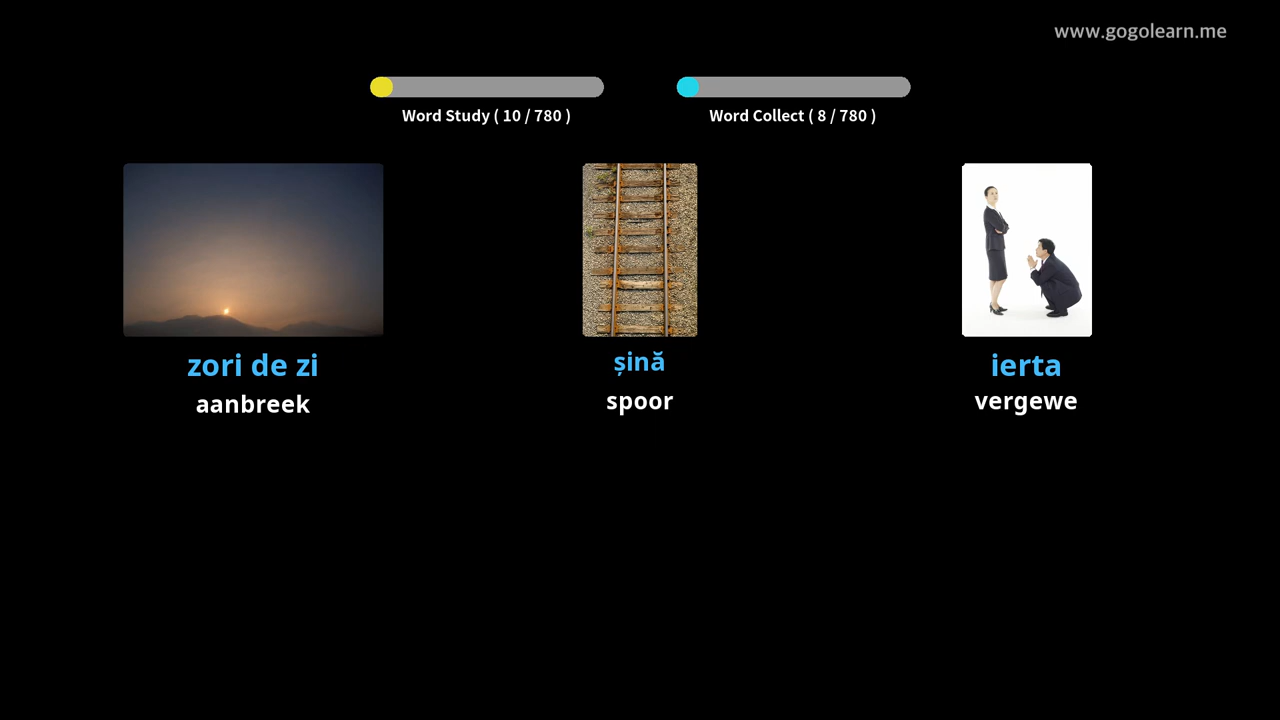 www.gogolearn.me
Word Study ( 10 / 780 )
Word Collect ( 8 / 780 )
zori de zi
aanbreek
șină
spoor
ierta
vergewe